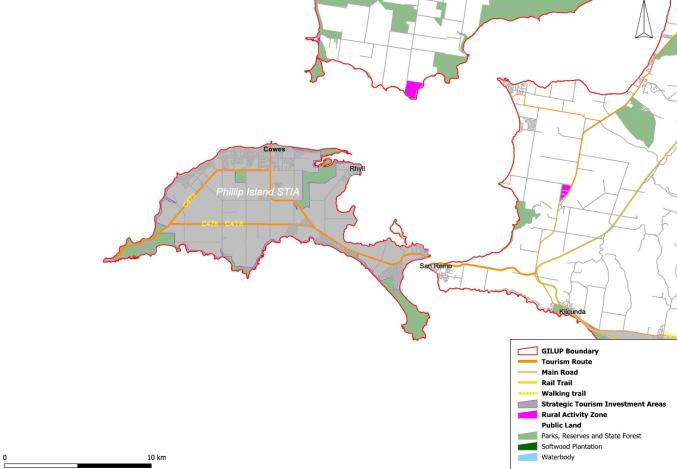 Cowes
Rhyll
Phillip Island STIA
San Remo
Kilcunda
GILUP Boundary
Tourism Route
Main Road
Rail Trail
Walking trail
Strategic Tourism Investment Areas
Rural Activity Zone
Public Land
Parks, Reserves and State Forest
Softwood Plantation
Waterbody
0 10 km